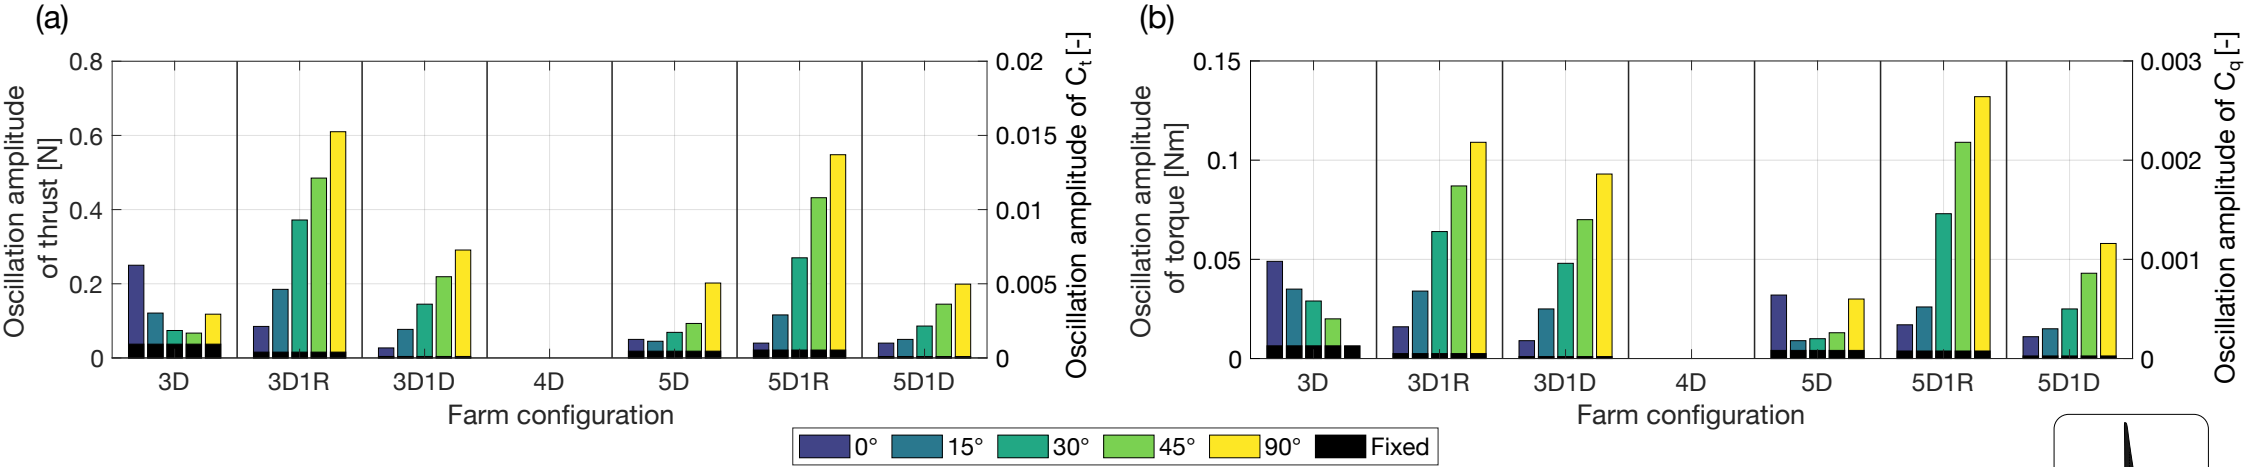 (a)
Oscillation amplitude
of thrust [N]
0.8
0.6
0.4
0.2
0
0.02
0.015
0.01
0.005
0
Oscillation amplitude of Ct [-]
3D 3D1R 3D1D 4D 5D 5D1R 5D1D
Farm configuration
(b)
Oscillation amplitude
of torque [Nm]
0.15
0.1
0.05
0
0.003
0.002
0.001
0
Oscillation amplitude of Cq [-]
3D 3D1R 3D1D 4D 5D 5D1R 5D1D
Farm configuration
0° 15° 30° 45° 90° Fixed